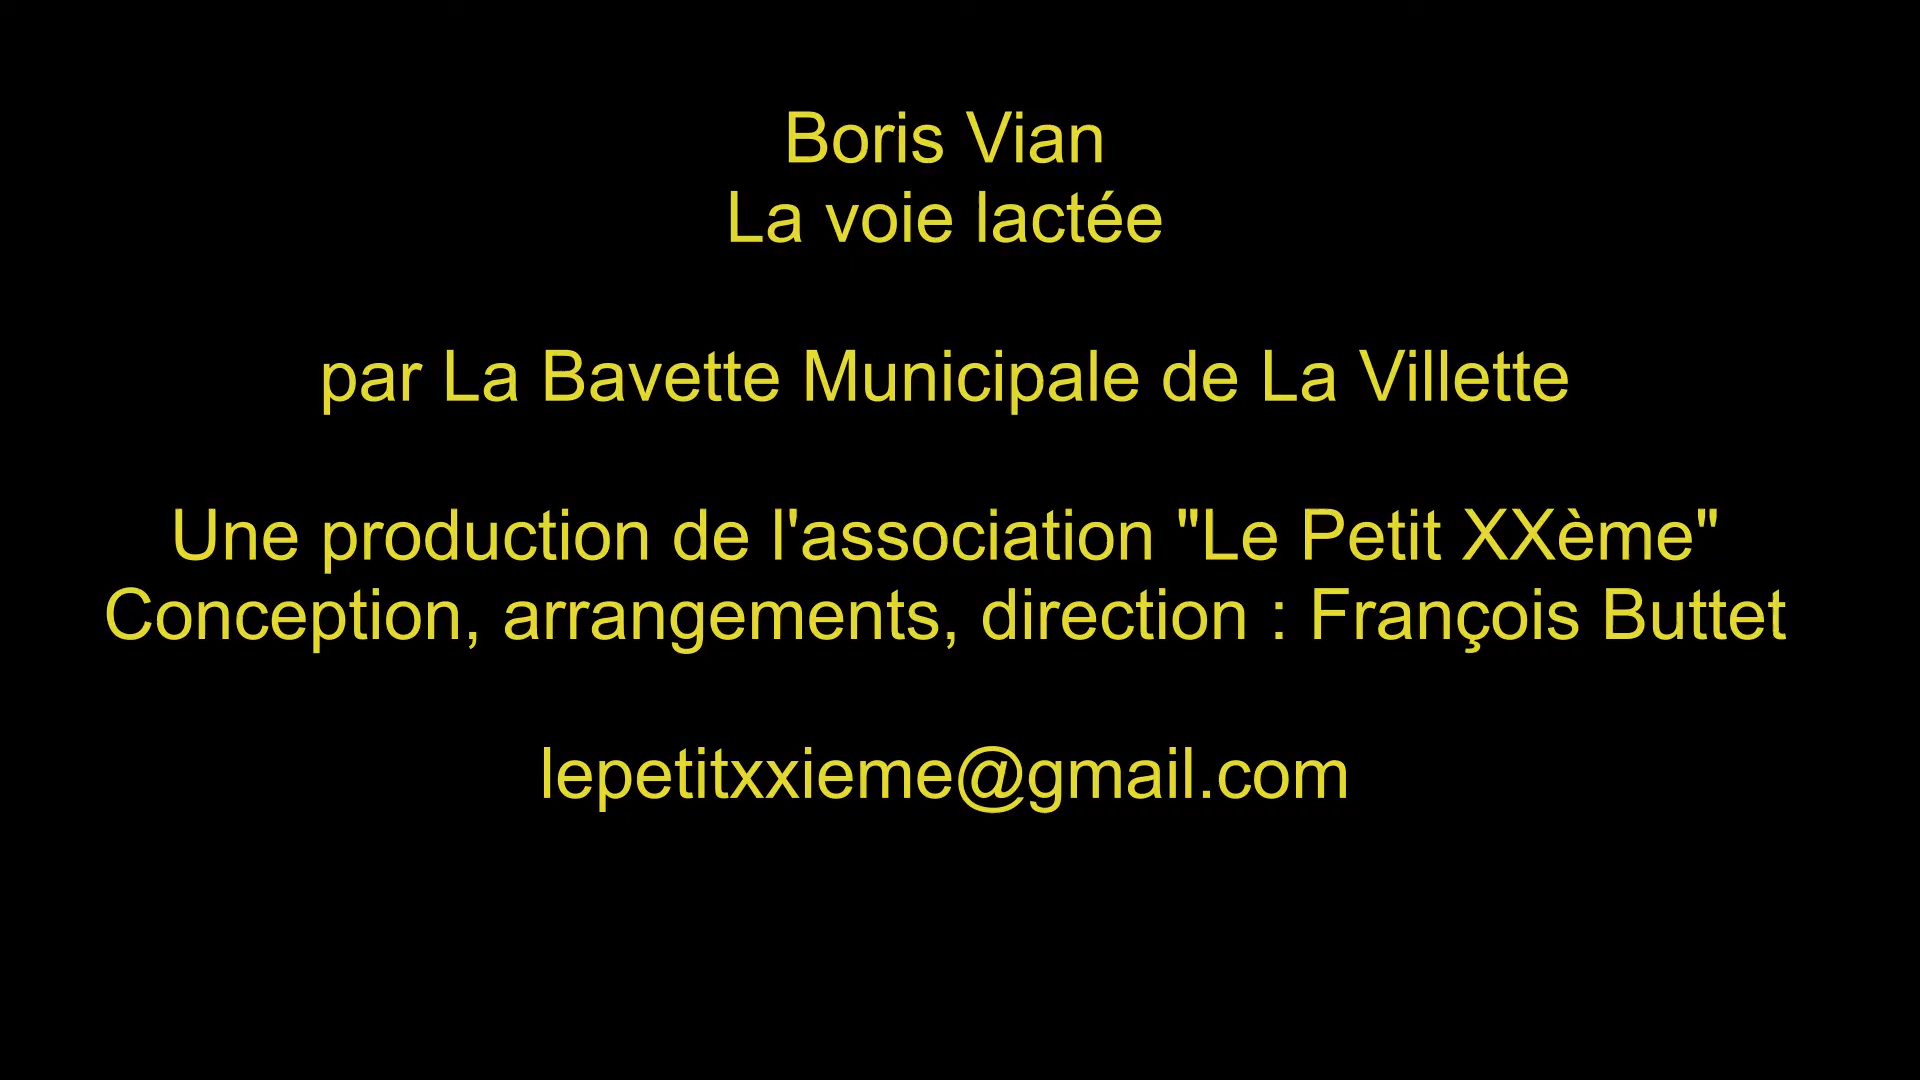 Boris Vian
La voie lactée
par La Bavette Municipale de La Villette
Une production de l'association "Le Petit XXème"
Conception, arrangements, direction : François Buttet
lepetitxxieme@gmail.com